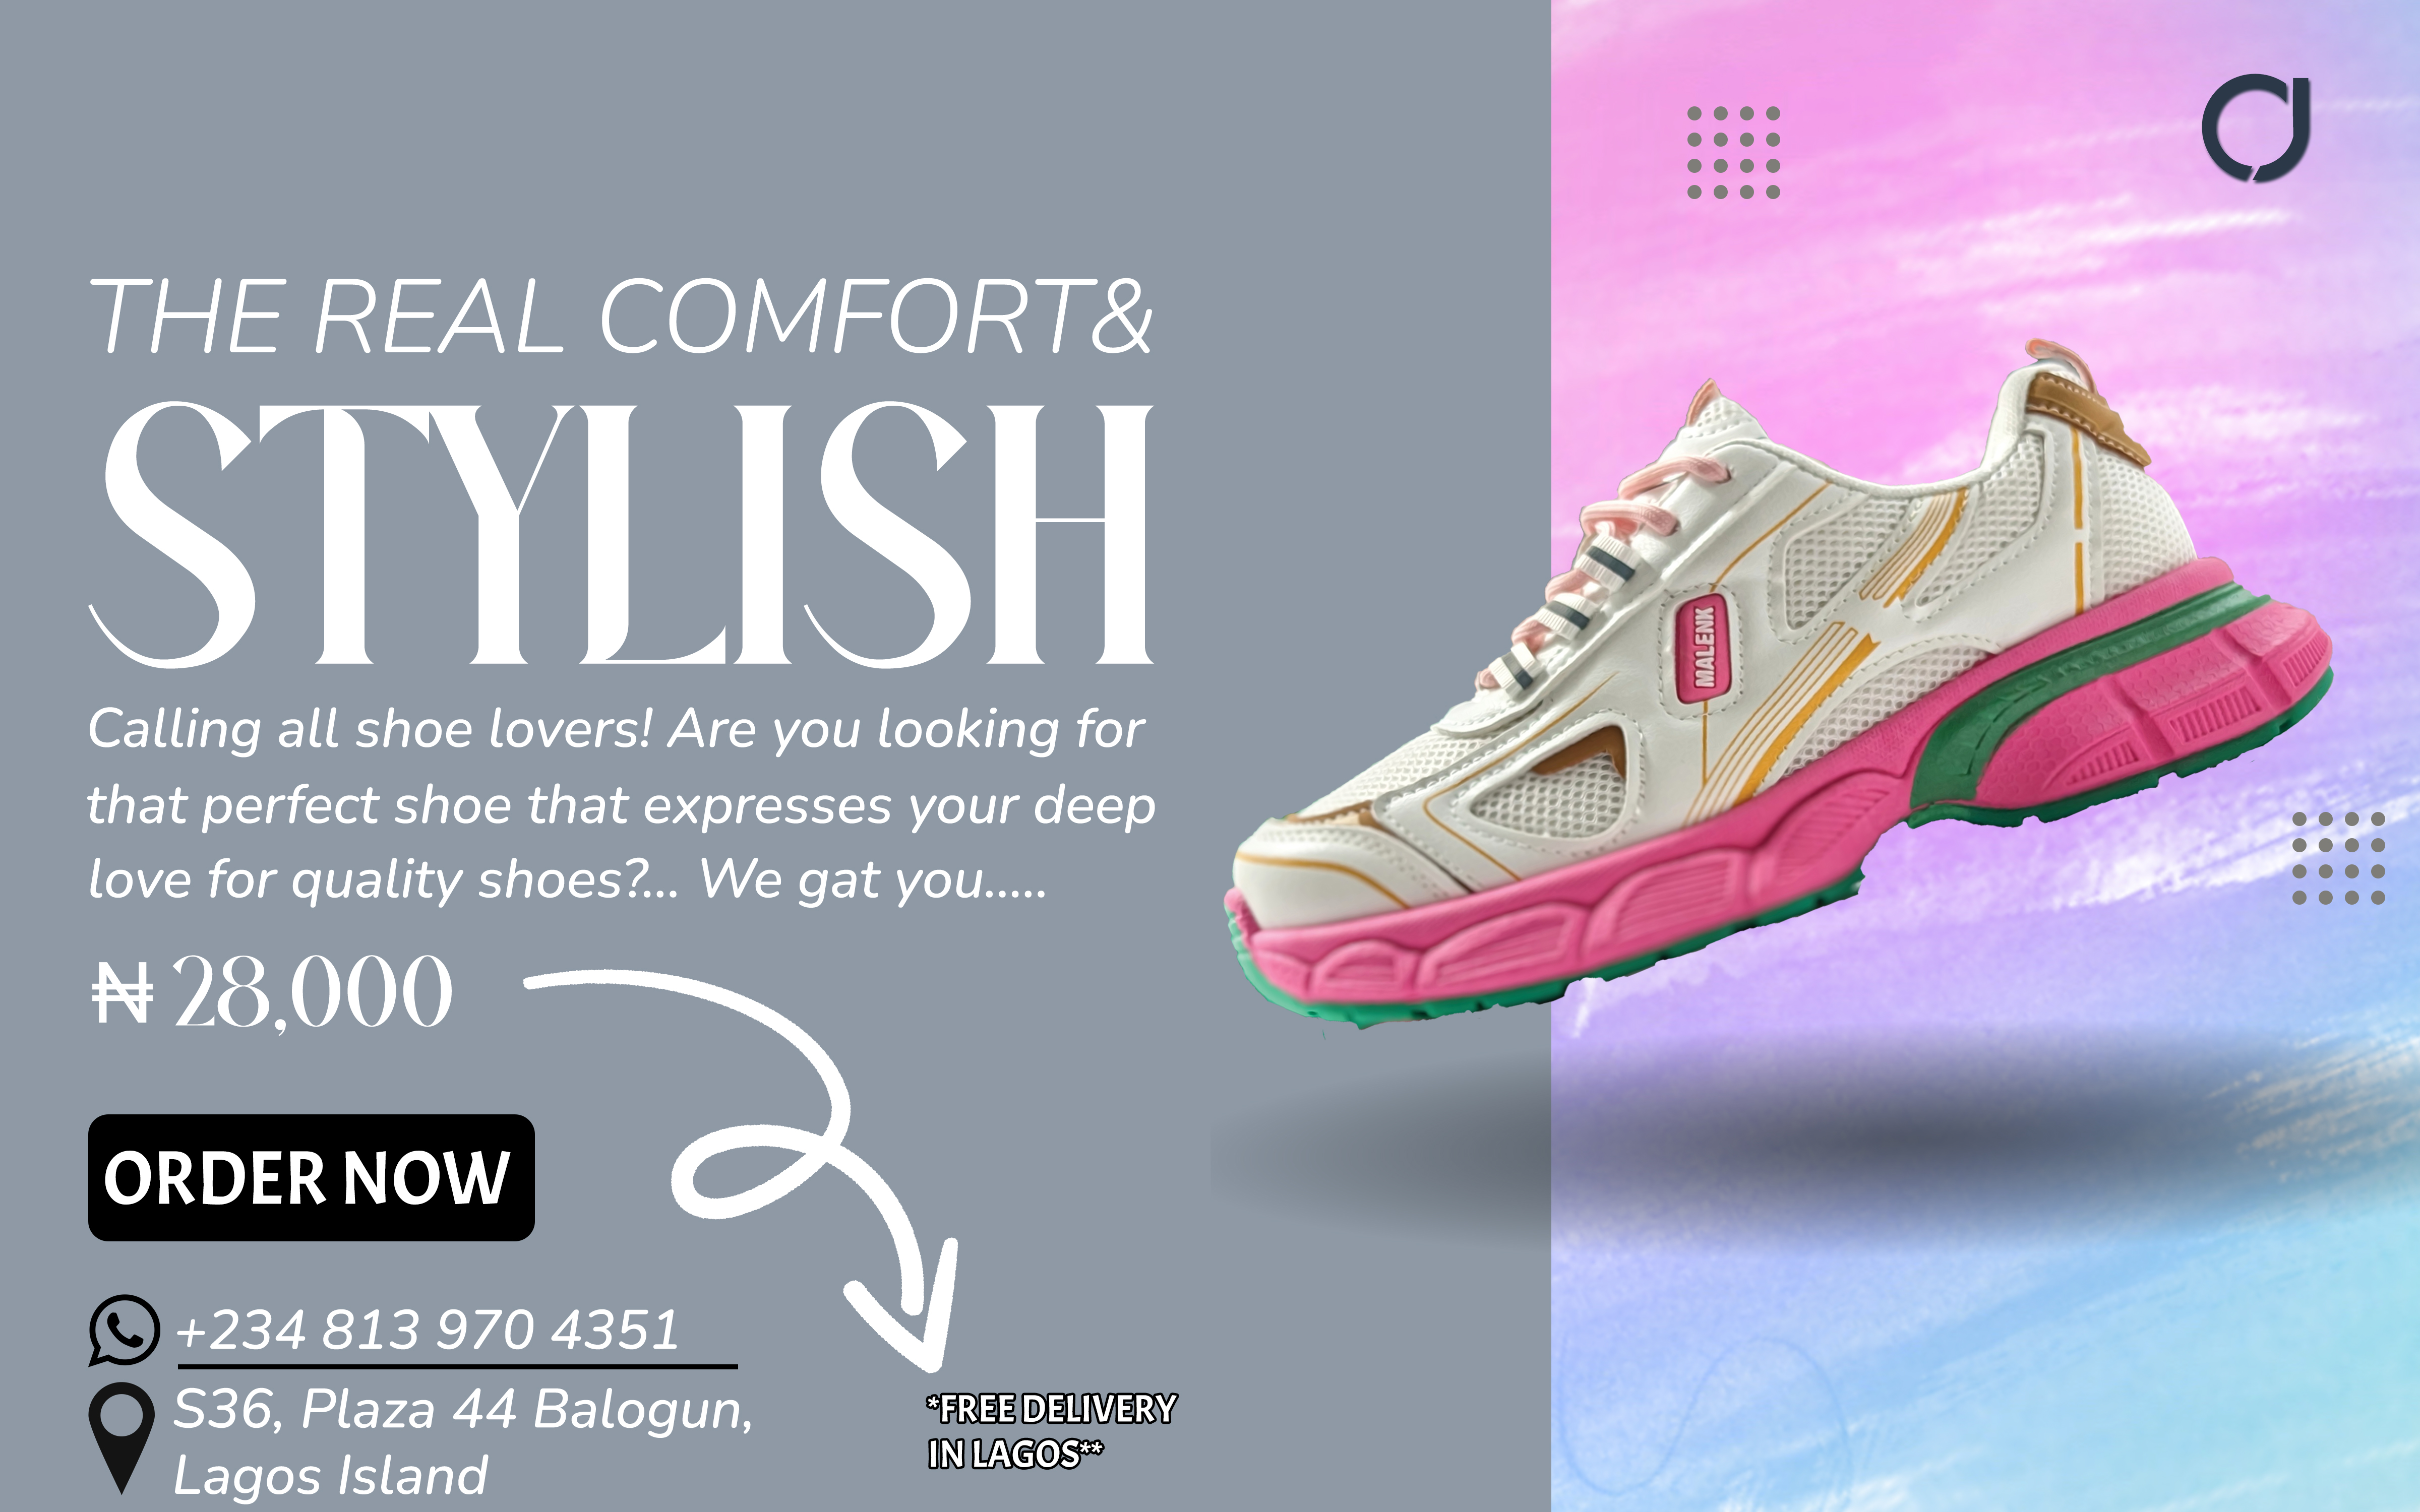 THE REAL COMFORT&
STYLISH
Calling all shoe lovers! Are you looking for
that perfect shoe that expresses your deep
love for quality shoes?... We gat you.....
₦ 28,000
ORDER NOW
+234 813 970 4351
S36, Plaza 44 Balogun,
Lagos Island
*FREE DELIVERY
IN LAGOS**
MALENK